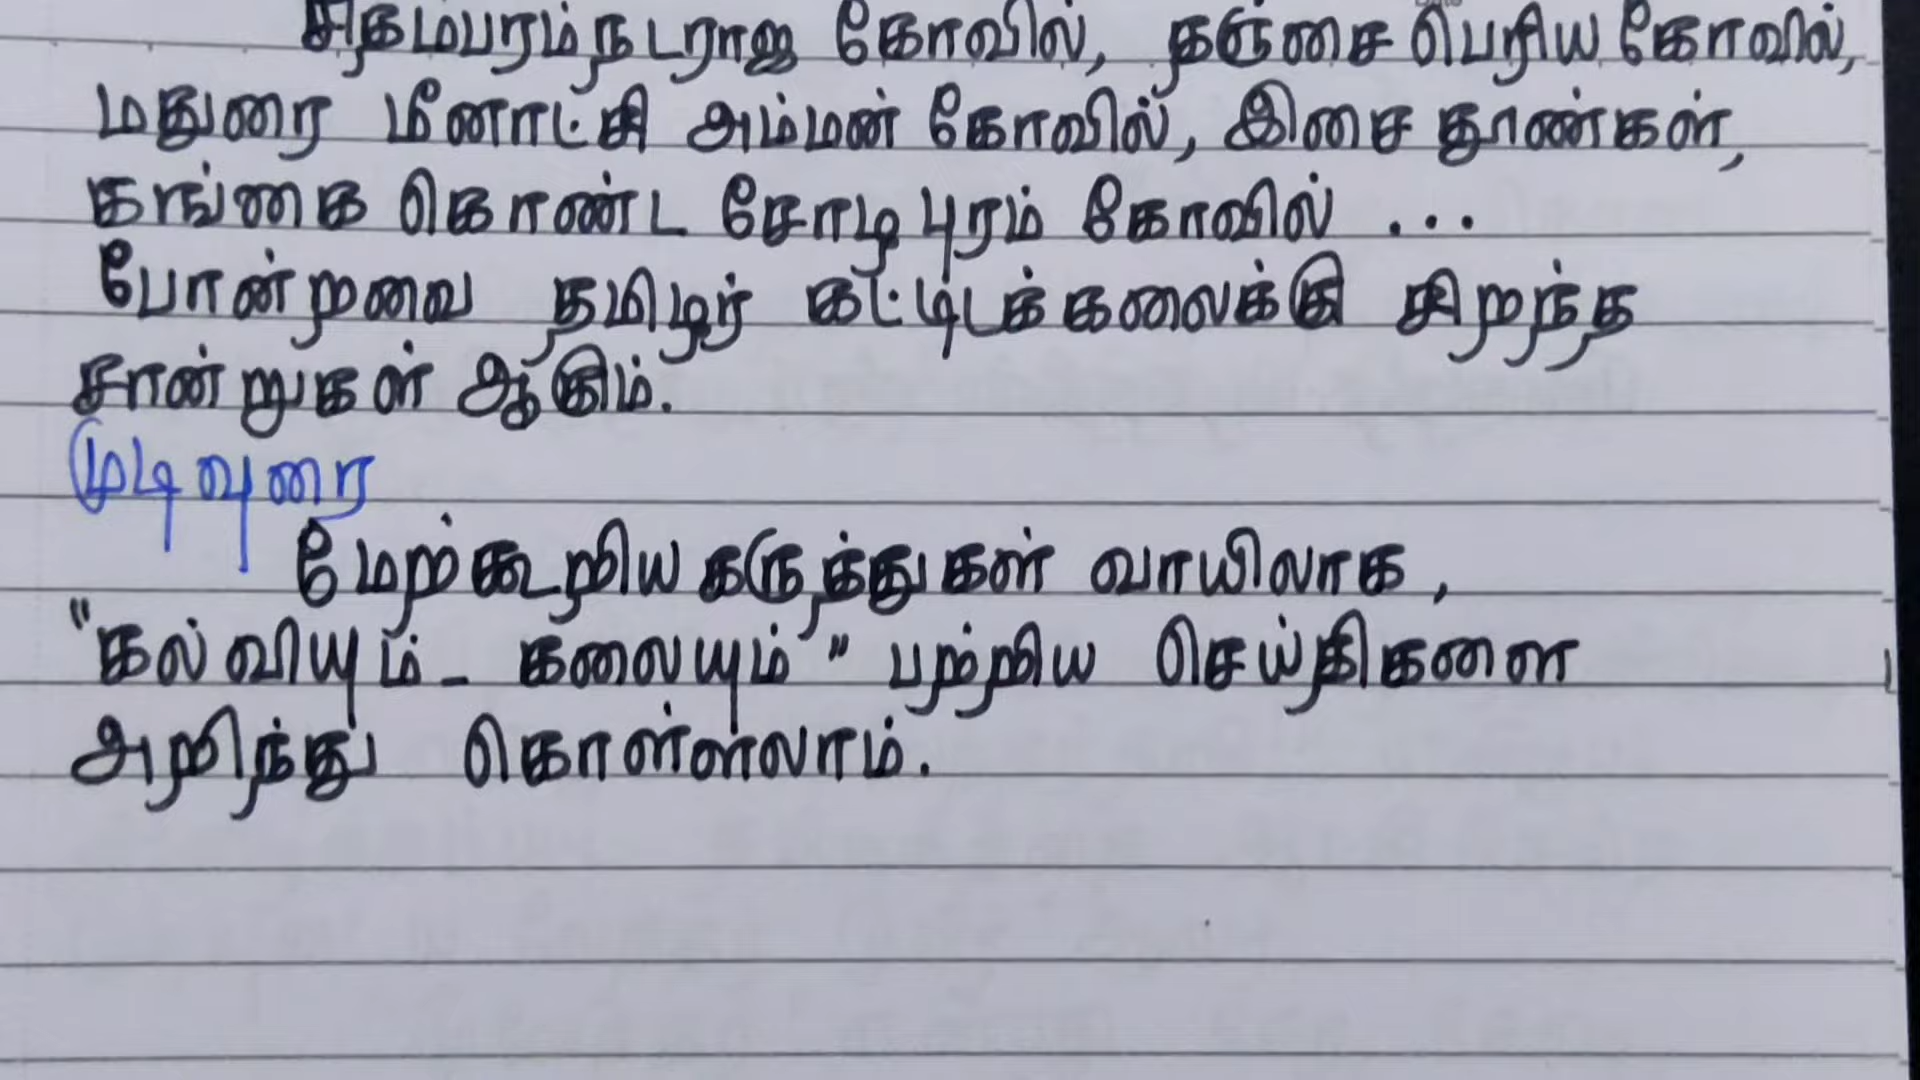 சிதம்பரம் நடராஜ கோவில், தஞ்சை பெரிய கோவில்,
மதுரை மீனாட்சி அம்மன் கோவில், இசை தூண்கள்,
கங்கை கொண்ட சோழபுரம் கோவில் ...
போன்றவை தமிழர் கட்டிடக்கலைக்கு சிறந்த
சான்றுகள் ஆகும்.
முடிவுரை
மேற்கூறிய கருத்துகள் வாயிலாக,
"கல்வியும் - கலையும்" பற்றிய செய்திகளை
அறிந்து கொள்ளலாம்.